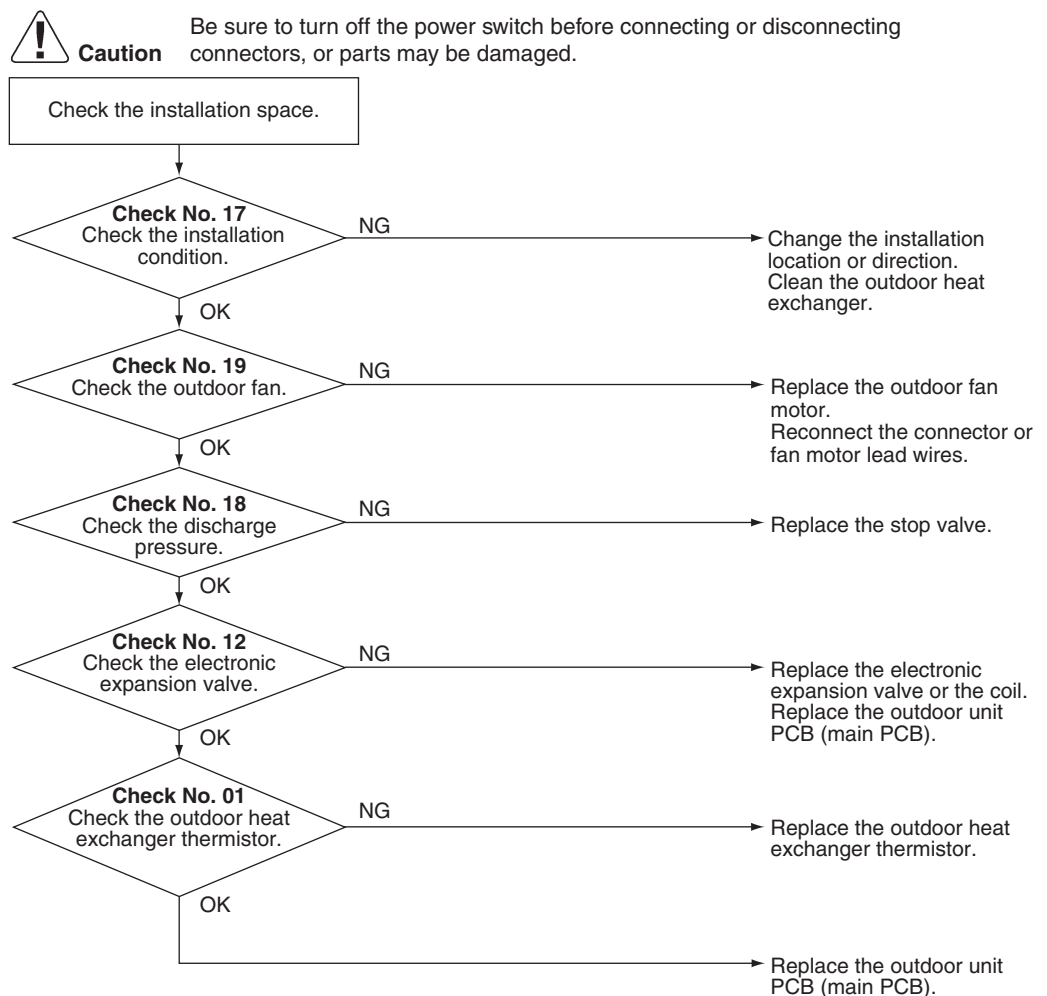 Be sure to turn off the power switch before connecting or disconnecting
Caution connectors, or parts may be damaged.
Check the installation space.
Check No. 17
Check the installation
condition.
NG
Change the installation
location or direction.
Clean the outdoor heat
exchanger.
OK
Check No. 19
Check the outdoor fan.
NG
Replace the outdoor fan
motor.
Reconnect the connector or
fan motor lead wires.
OK
Check No. 18
Check the discharge
pressure.
NG
Replace the stop valve.
OK
Check No. 12
Check the electronic
expansion valve.
NG
Replace the electronic
expansion valve or the coil.
Replace the outdoor unit
PCB (main PCB).
OK
Check No. 01
Check the outdoor heat
exchanger thermistor.
NG
Replace the outdoor heat
exchanger thermistor.
OK
Replace the outdoor unit
PCB (main PCB).